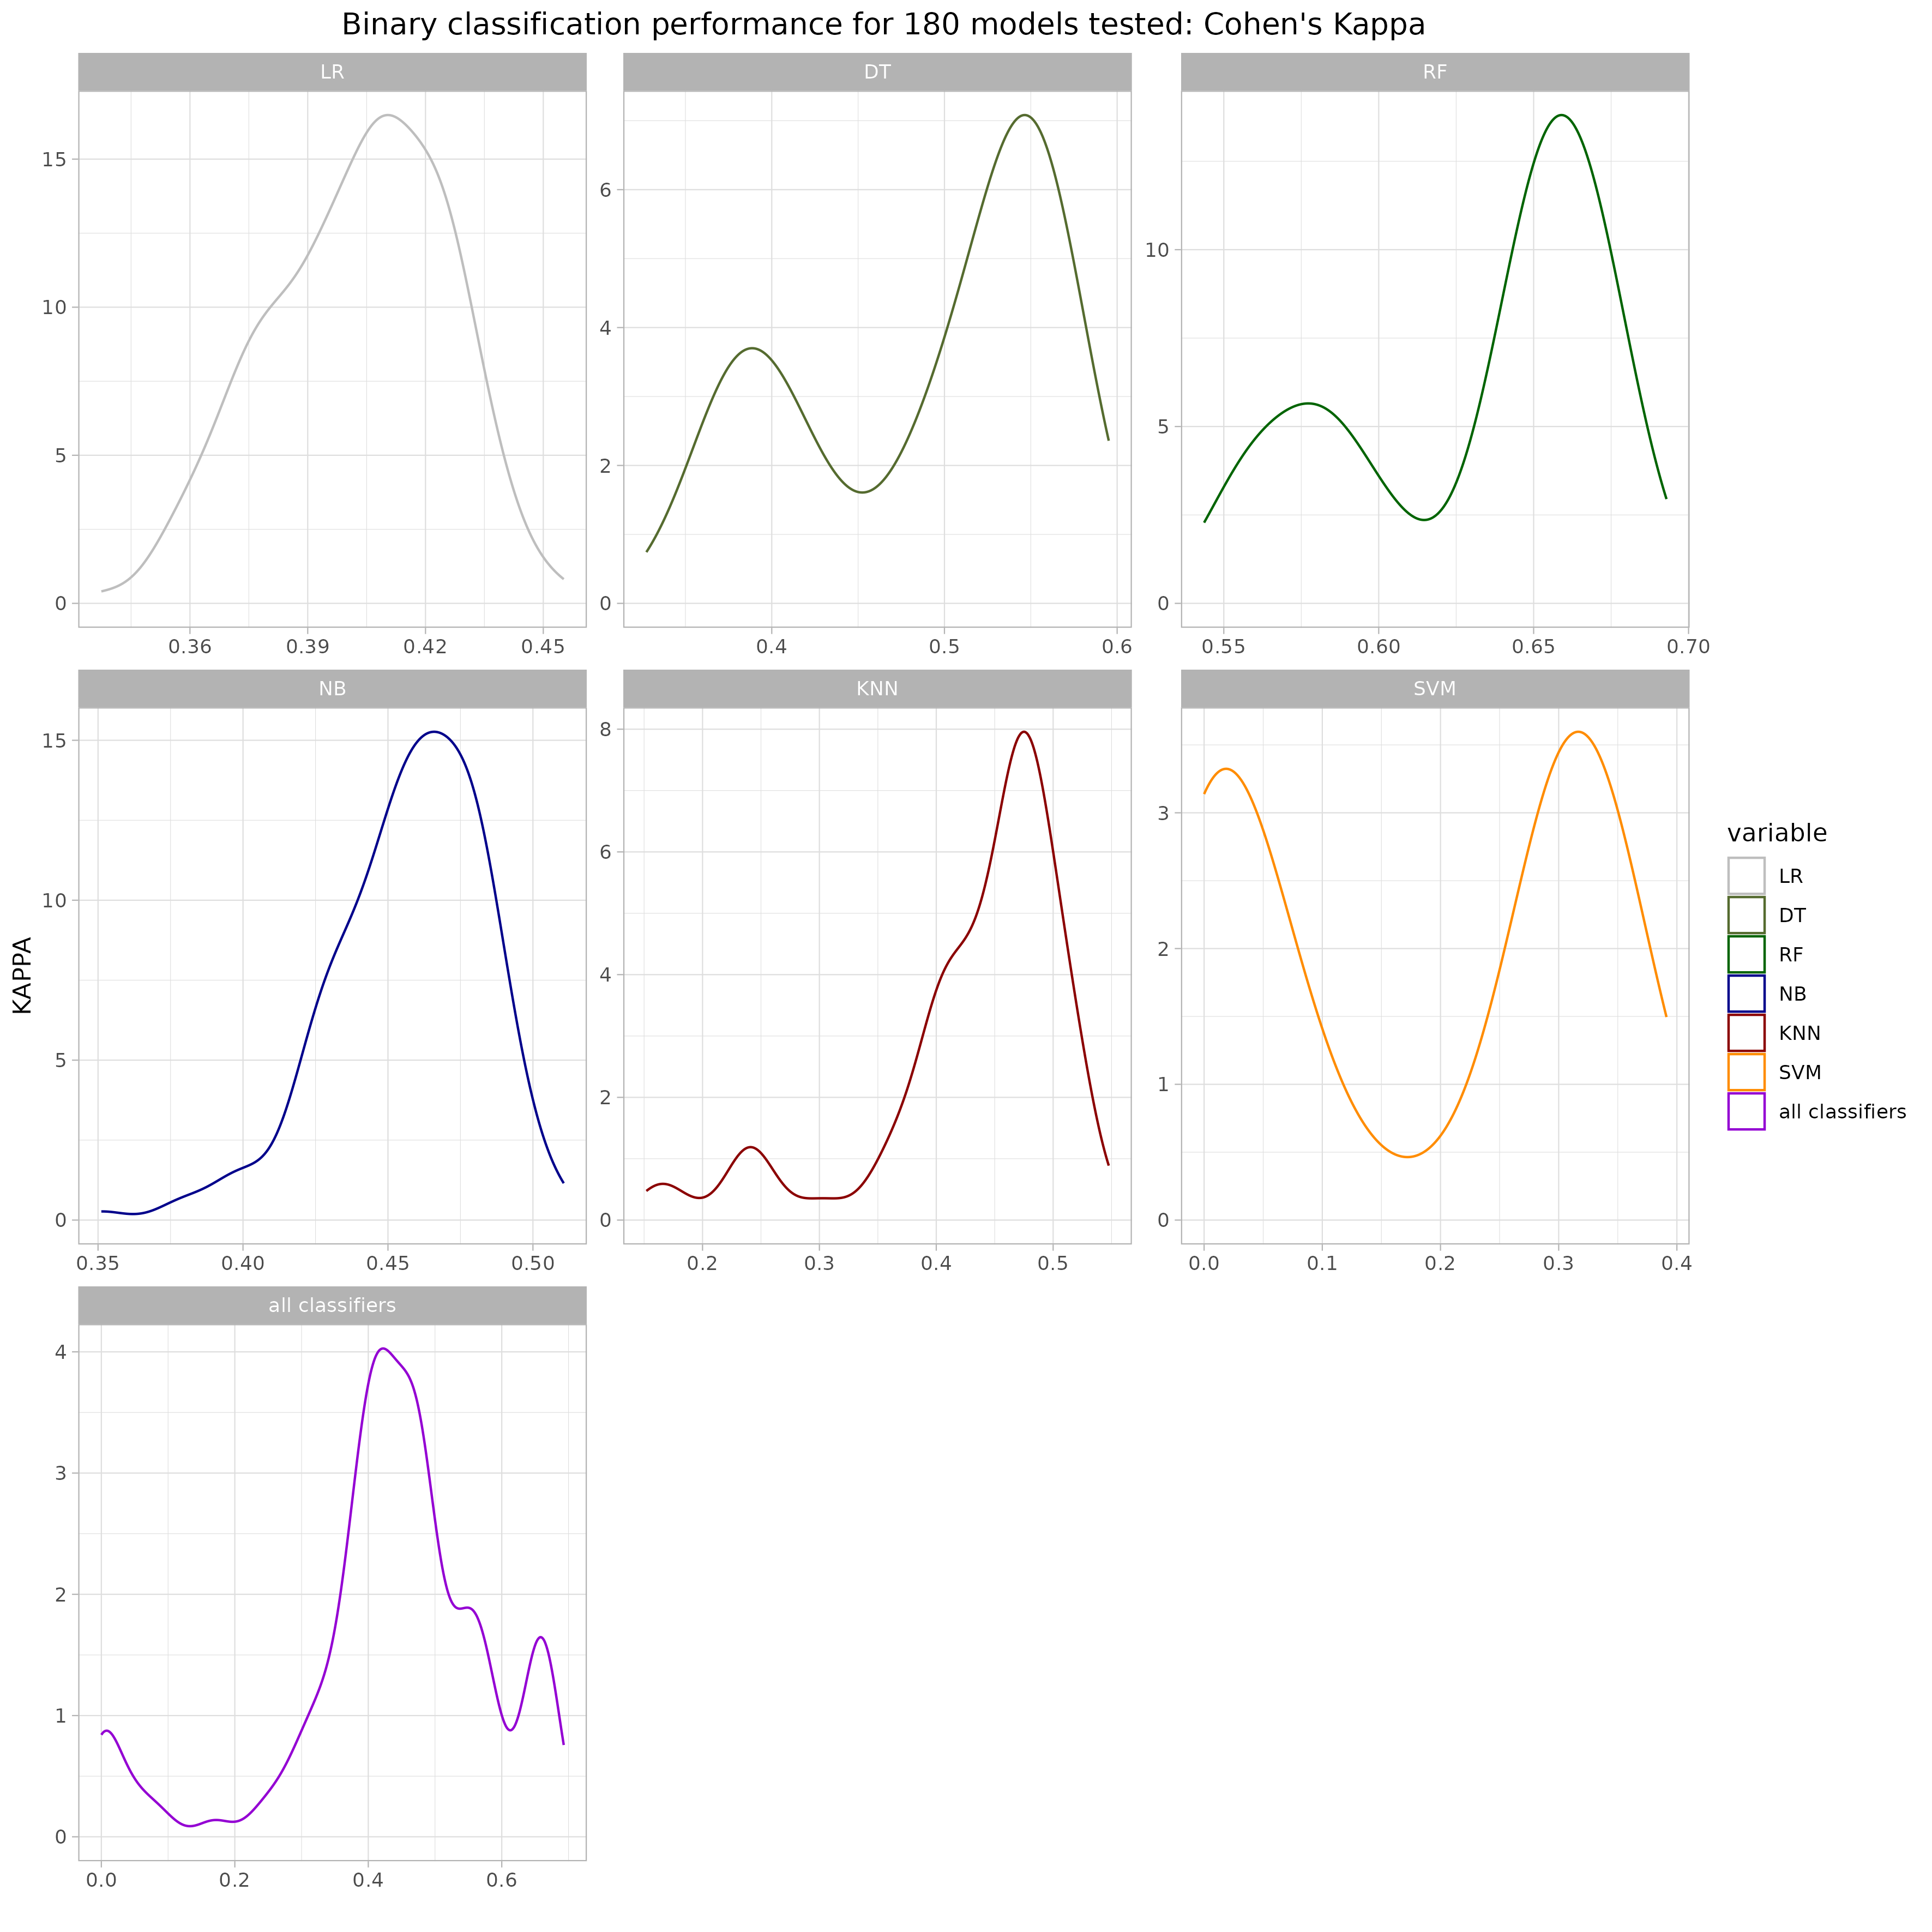 Binary classification performance for 180 models tested: Cohen's Kappa
LR
DT
RF
15
10
5
0
0.36 0.39 0.42 0.45
6
4
2
0
0.4 0.5 0.6
10
5
0
0.55 0.60 0.65 0.70
NB
KNN
SVM
15
10
5
0
0.35 0.40 0.45 0.50
8
6
4
2
0
0.2 0.3 0.4 0.5
3
2
1
0
0.0 0.1 0.2 0.3 0.4
all classifiers
4
3
2
1
0
0.0 0.2 0.4 0.6
KAPPA
variable
LR
DT
RF
NB
KNN
SVM
all classifiers